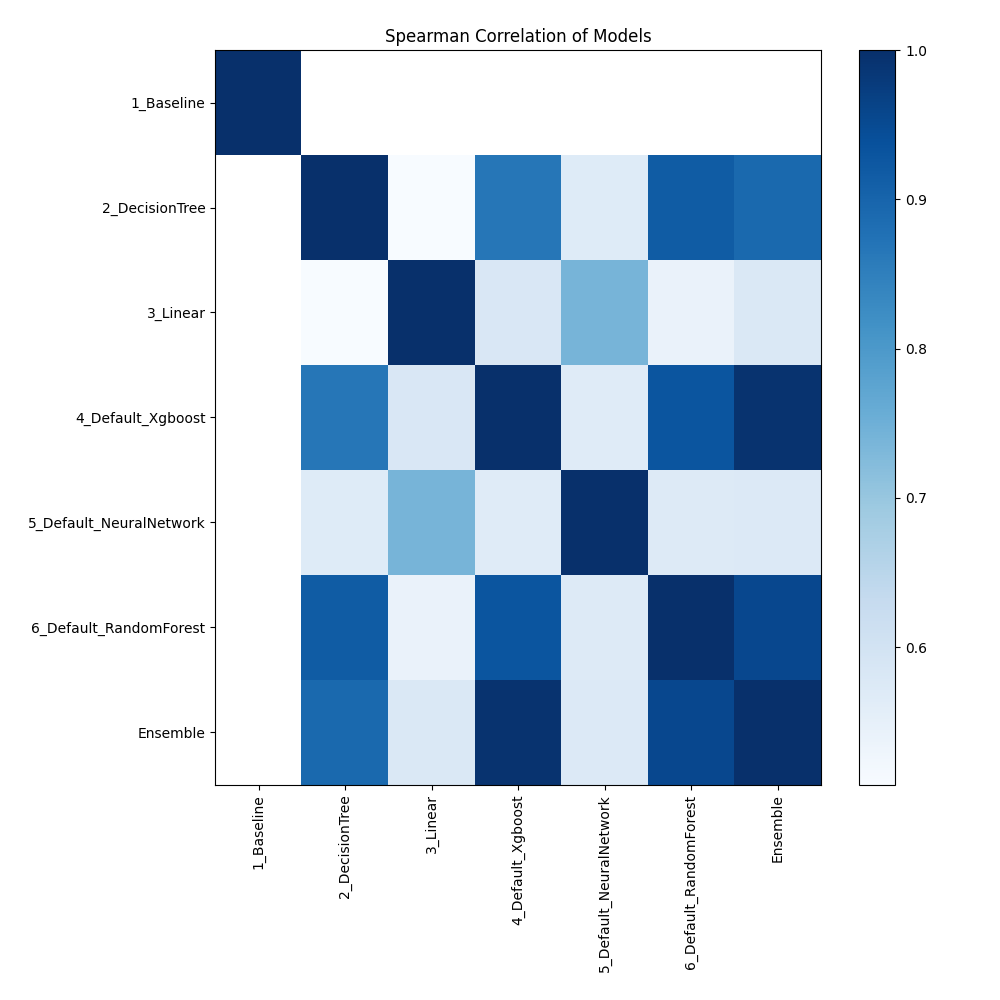 Spearman Correlation of Models
1_Baseline
2_DecisionTree
3_Linear
4_Default_Xgboost
5_Default_NeuralNetwork
6_Default_RandomForest
Ensemble
1_Baseline
2_DecisionTree
3_Linear
4_Default_Xgboost
5_Default_NeuralNetwork
6_Default_RandomForest
Ensemble
1.0
0.9
0.8
0.7
0.6